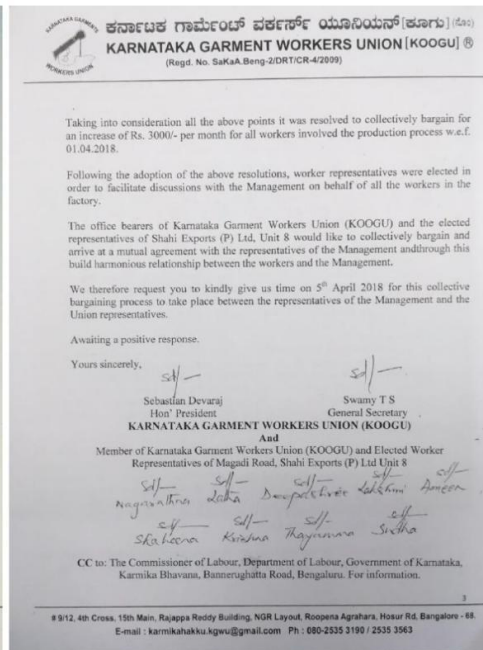 ಕರ್ನಾಟಕ ಗಾರ್ಮೆಂಟ್ ವರ್ಕರ್ಸ್ ಯೂನಿಯನ್ [ಕೂಗು] (ನೊಂ)
KARNATAKA GARMENT WORKERS UNION [KOOGU] ®
(Regd. No. SaKaA.Beng-2/DRT/CR-4/2009)
KARNATAKA GARMENT
WORKERS UNION
Taking into consideration all the above points it was resolved to collectively bargain for
an increase of Rs. 3000/- per month for all workers involved the production process w.e.f.
01.04.2018.
Following the adoption of the above resolutions, worker representatives were elected in
order to facilitate discussions with the Management on behalf of all the workers in the
factory.
The office bearers of Karnataka Garment Workers Union (KOOGU) and the elected
representatives of Shahi Exports (P) Ltd, Unit 8 would like to collectively bargain and
arrive at a mutual agreement with the representatives of the Management andthrough this
build harmonious relationship between the workers and the Management.
We therefore request you to kindly give us time on 5th April 2018 for this collective
bargaining process to take place between the representatives of the Management and the
Union representatives.
Awaiting a positive response.
Yours sincerely,
sd/- sd/-
Sebastian Devaraj Swamy T S
Hon' President General Secretary
KARNATAKA GARMENT WORKERS UNION (KOOGU)
And
Member of Karnataka Garment Workers Union (KOOGU) and Elected Worker
Representatives of Magadi Road, Shahi Exports (P) Ltd Unit 8
sd/- sd/- sd/- sd/- sd/-
Nagarathna Latha Lakshmi Ameen
sd/- sd/- sd/- sd/-
Shaheena Krishna Thayamma Sudha
CC to: The Commissioner of Labour, Department of Labour, Government of Karnataka,
Karmika Bhavana, Bannerughatta Road, Bengaluru. For information.
3
# 9/12, 4th Cross, 15th Main, Rajappa Reddy Building, NGR Layout, Roopena Agrahara, Hosur Rd, Bangalore - 68.
E-mail : karmikahakku.kgwu@gmail.com Ph : 080-2535 3190 / 2535 3563